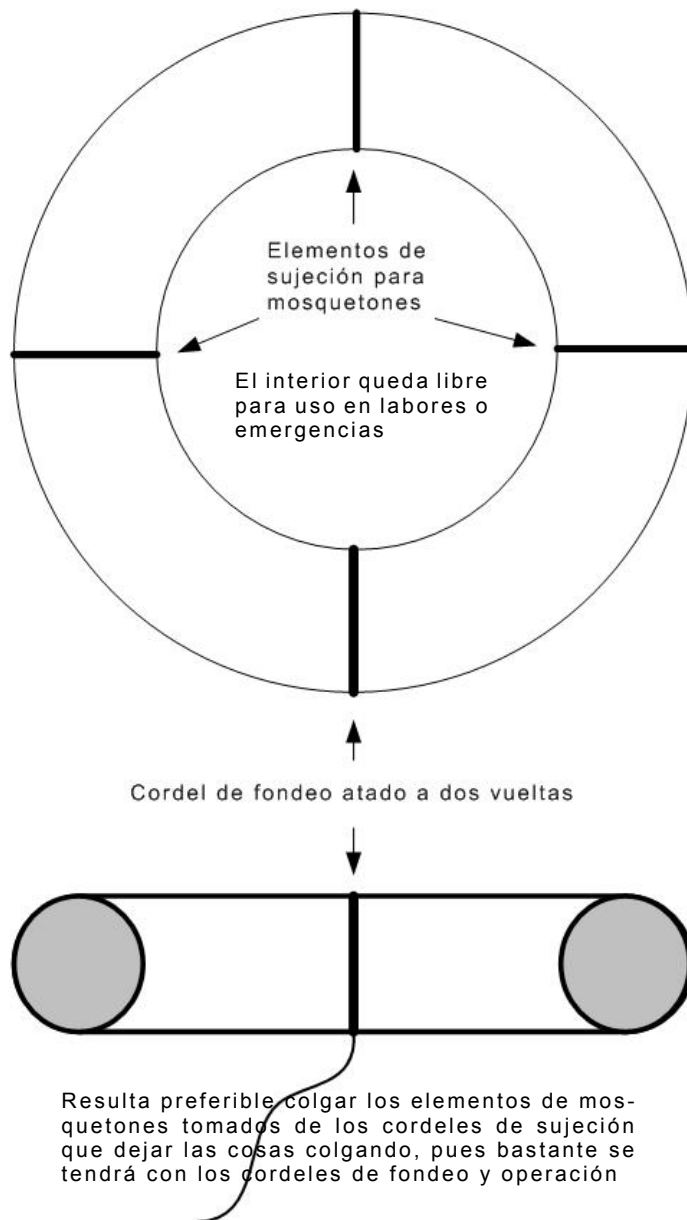 Elementos de
sujeción para
mosquetones
El interior queda libre
para uso en labores o
emergencias
Cordel de fondeo atado a dos vueltas
Resulta preferible colgar los elementos de mos-
quetones tomados de los cordeles de sujeción
que dejar las cosas colgando, pues bastante se
tendrá con los cordeles de fondeo y operación